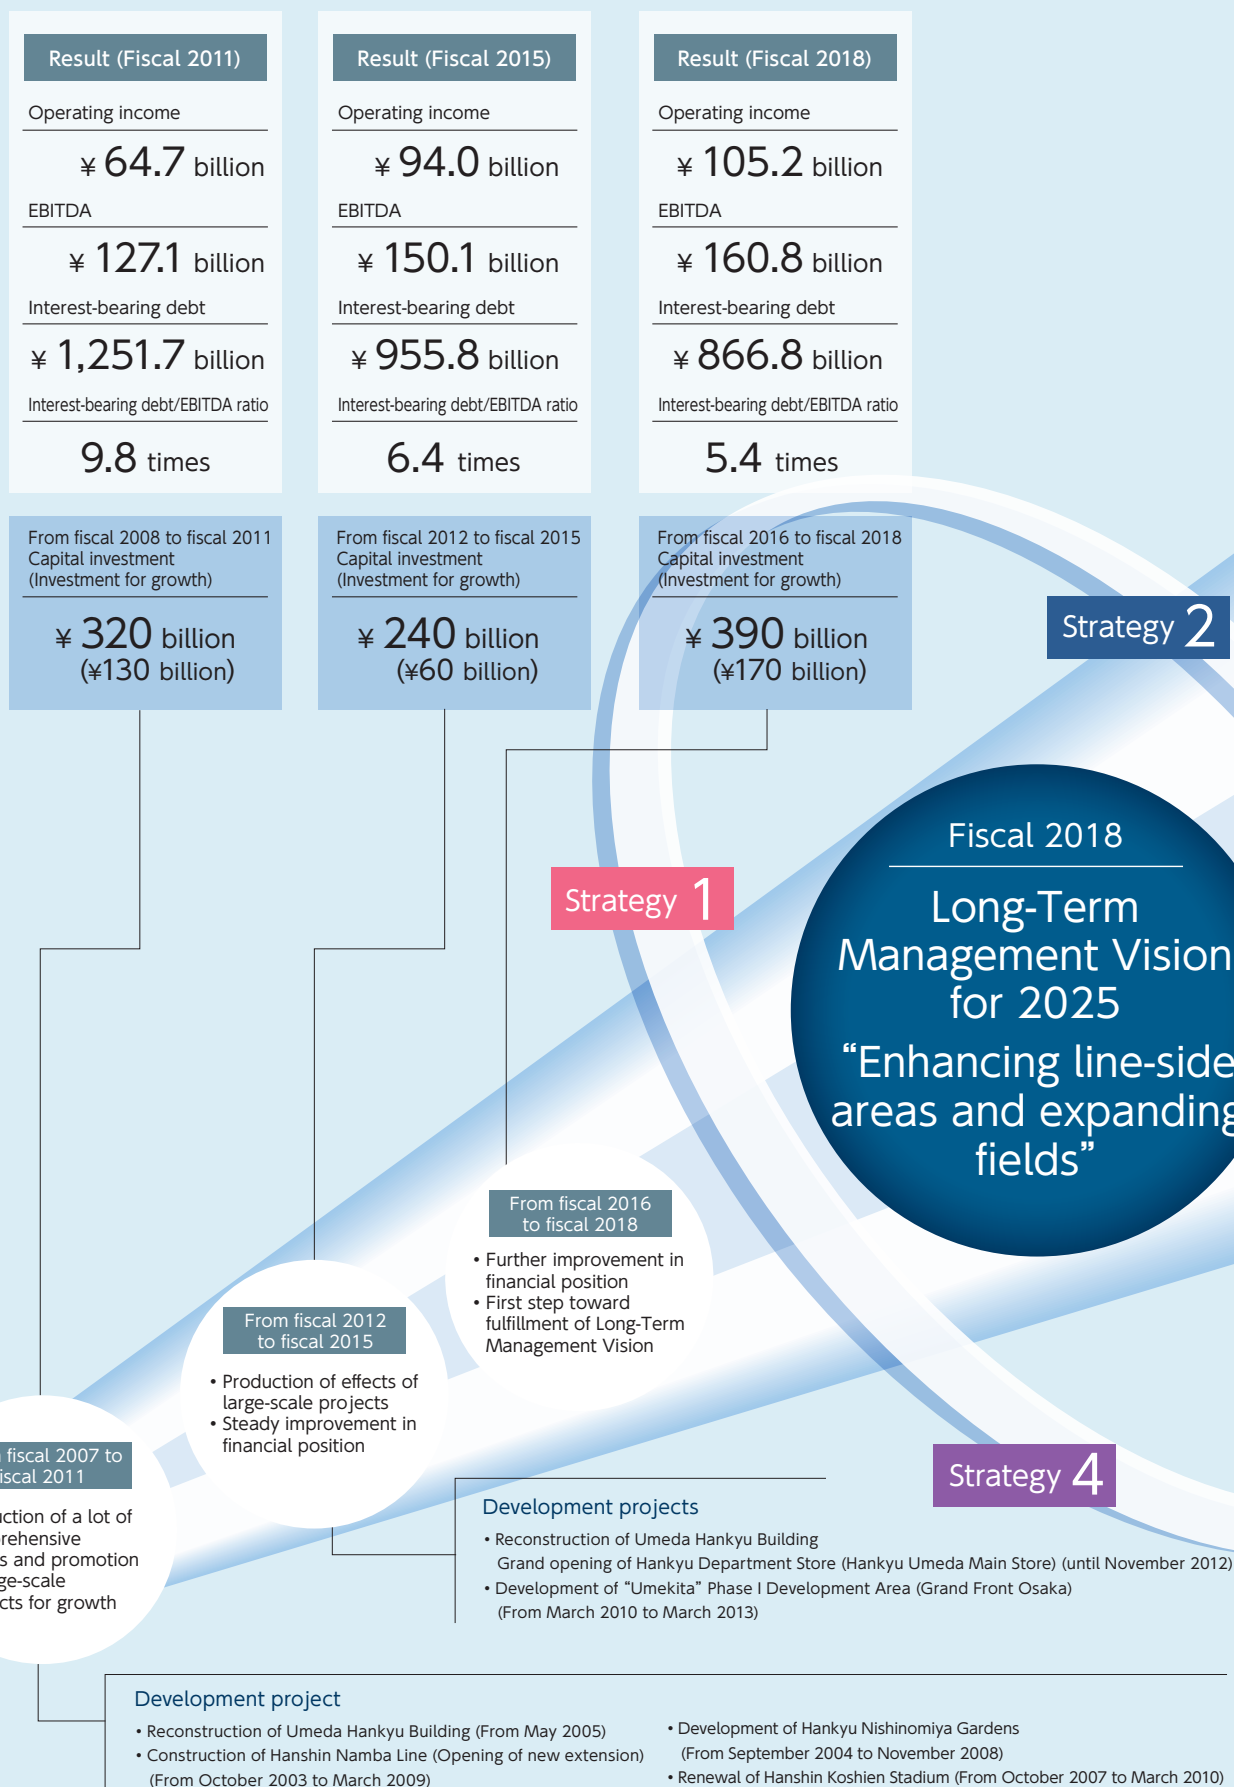 Result (Fiscal 2011)
Operating income
¥ 64.7 billion
EBITDA
¥ 127.1 billion
Interest-bearing debt
¥ 1,251.7 billion
Interest-bearing debt/EBITDA ratio
9.8 times
From fiscal 2008 to fiscal 2011
Capital investment
(Investment for growth)
¥ 320 billion
(¥130 billion)
Result (Fiscal 2015)
Operating income
¥ 94.0 billion
EBITDA
¥ 150.1 billion
Interest-bearing debt
¥ 955.8 billion
Interest-bearing debt/EBITDA ratio
6.4 times
From fiscal 2012 to fiscal 2015
Capital investment
(Investment for growth)
¥ 240 billion
(¥60 billion)
Result (Fiscal 2018)
Operating income
¥ 105.2 billion
EBITDA
¥ 160.8 billion
Interest-bearing debt
¥ 866.8 billion
Interest-bearing debt/EBITDA ratio
5.4 times
From fiscal 2016 to fiscal 2018
Capital investment
(Investment for growth)
¥ 390 billion
(¥170 billion)
Strategy 2
Strategy 1
Fiscal 2018
Long-Term
Management Vision
for 2025
“Enhancing line-side
areas and expanding
fields”
Strategy 4
From fiscal 2016
to fiscal 2018
• Further improvement in
financial position
• First step toward
fulfillment of Long-Term
Management Vision
From fiscal 2012
to fiscal 2015
• Production of effects of
large-scale projects
• Steady improvement in
financial position
fiscal 2007 to
fiscal 2011
of a lot of
and promotion
for growth
Development projects
• Reconstruction of Umeda Hankyu Building
Grand opening of Hankyu Department Store (Hankyu Umeda Main Store) (until November 2012)
• Development of “Umekita” Phase I Development Area (Grand Front Osaka)
(From March 2010 to March 2013)
Development project
• Reconstruction of Umeda Hankyu Building (From May 2005)
• Construction of Hanshin Namba Line (Opening of new extension)
(From October 2003 to March 2009)
• Development of Hankyu Nishinomiya Gardens
(From September 2004 to November 2008)
• Renewal of Hanshin Koshien Stadium (From October 2007 to March 2010)